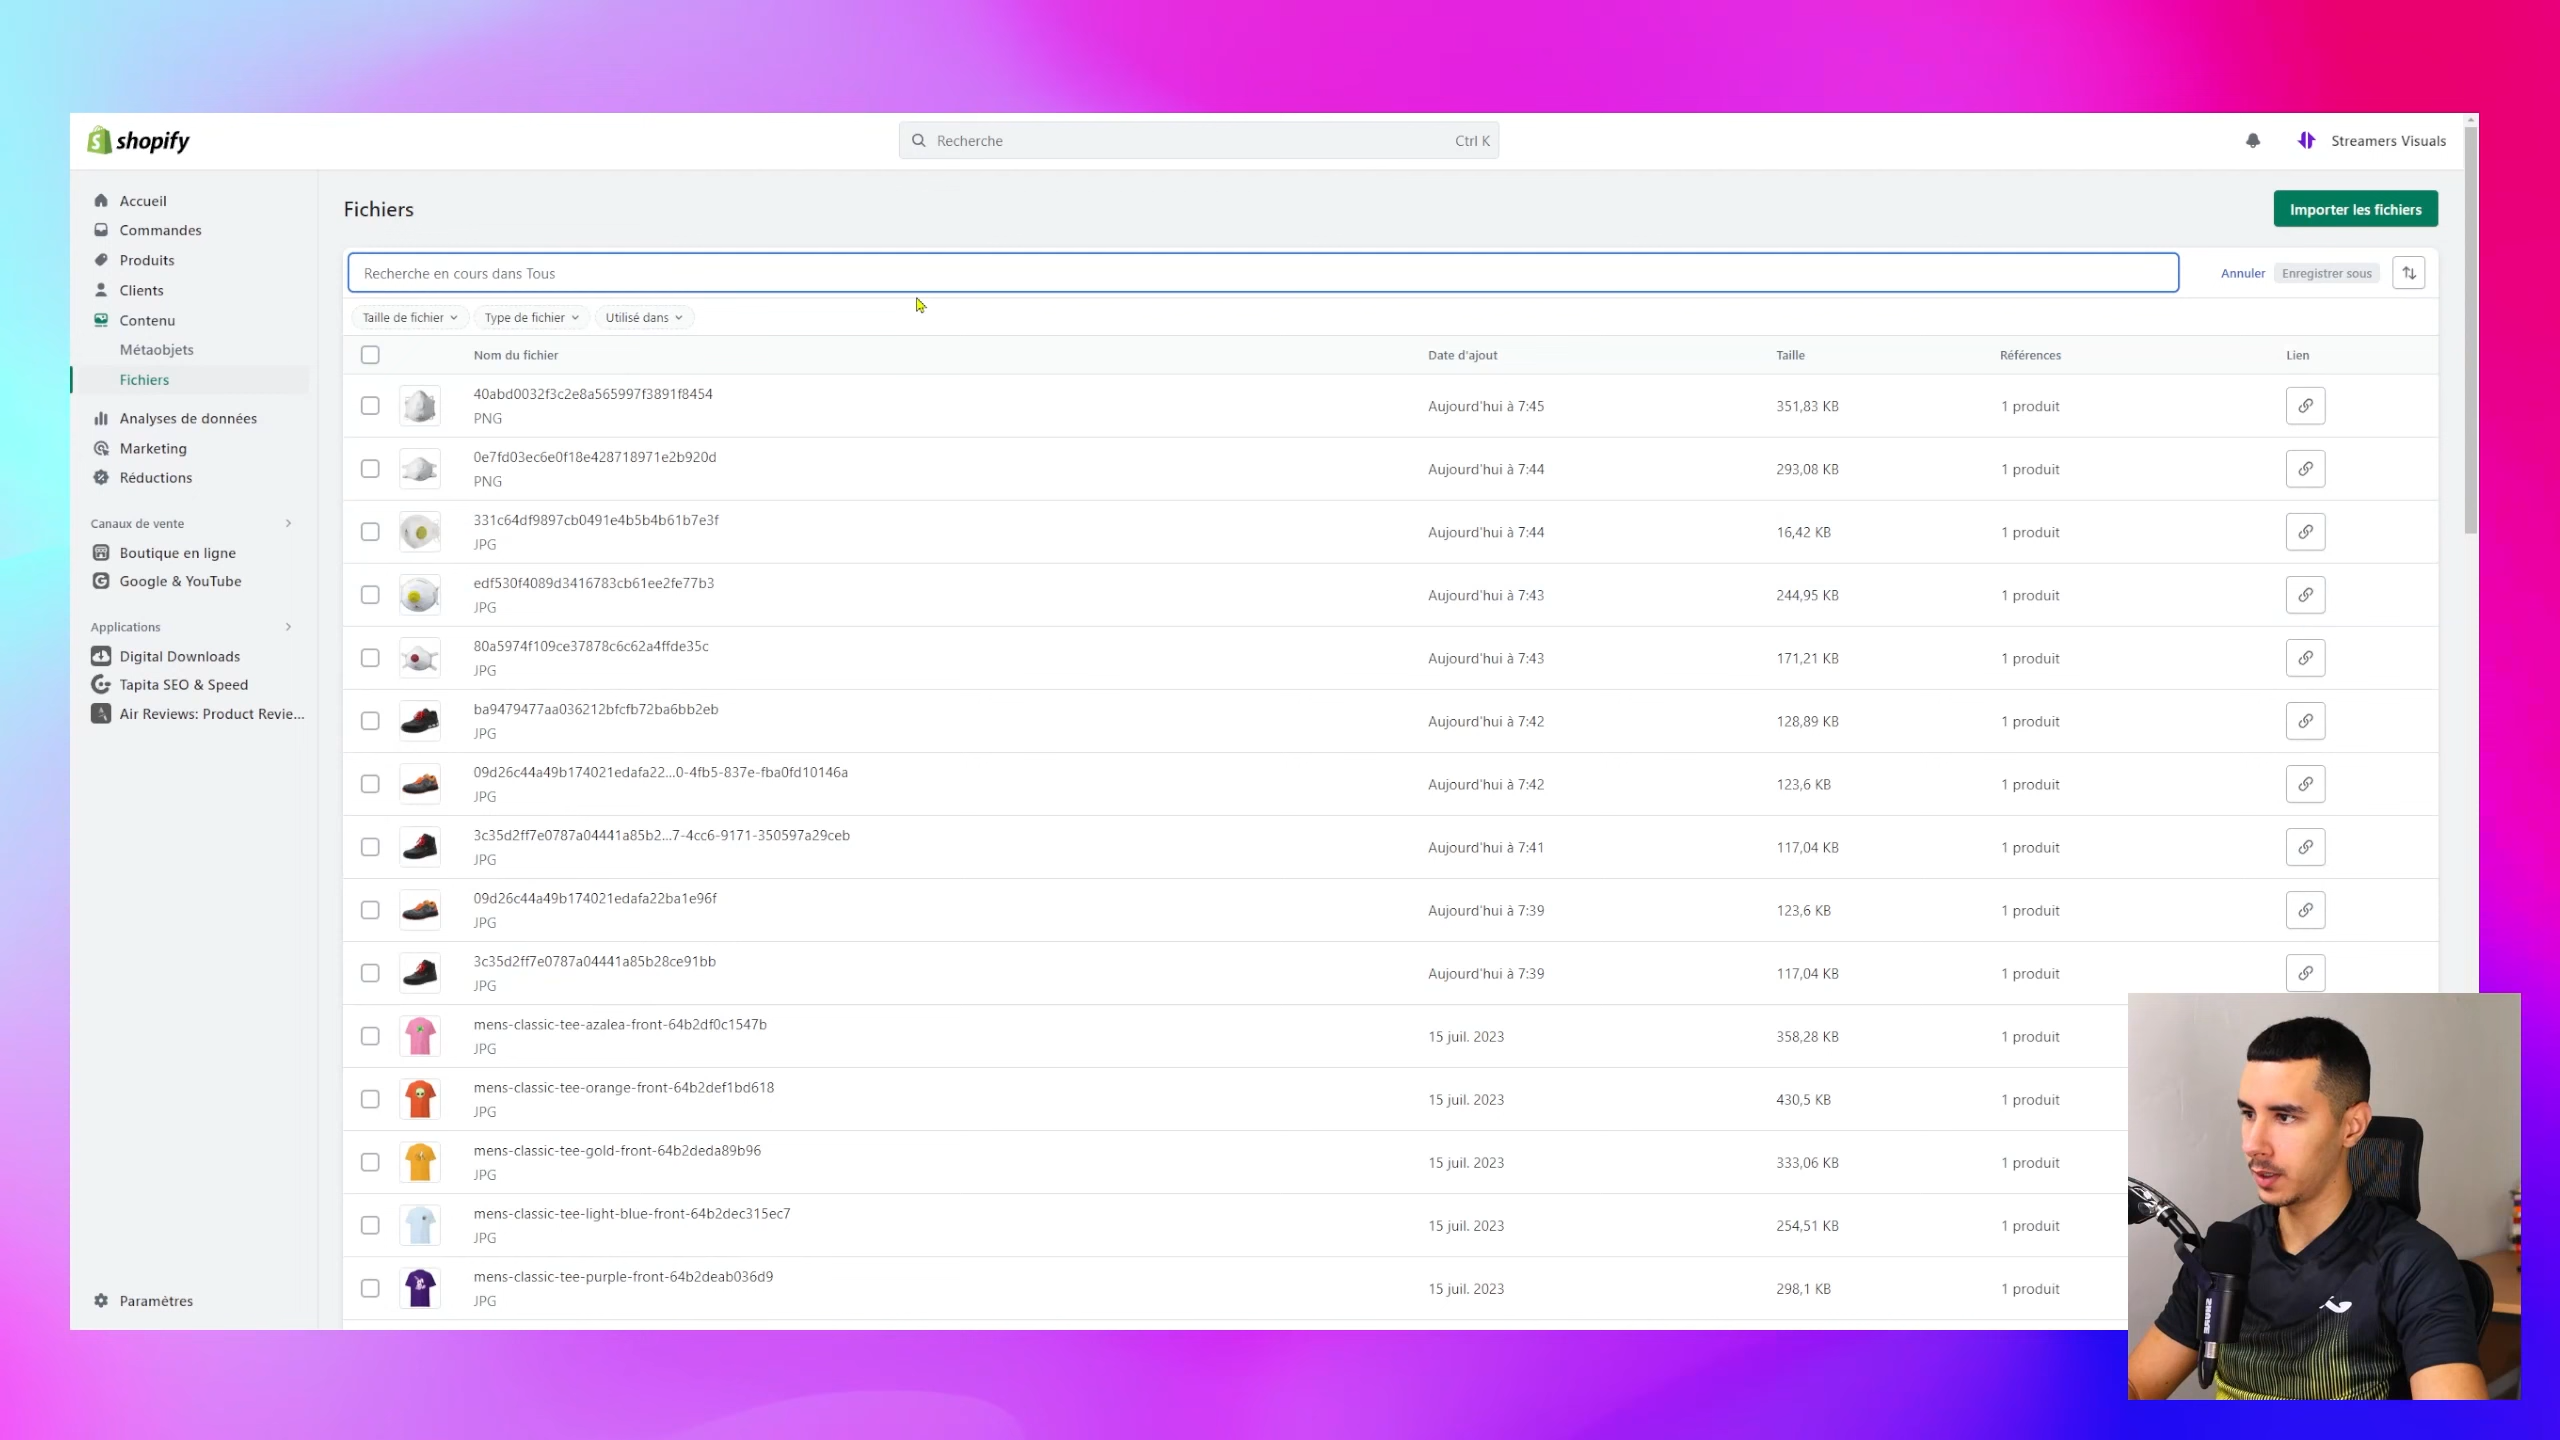 shopify
Recherche Ctrl K
Streamers Visuals
Accueil
Commandes
Produits
Clients
Contenu
Métaobjets
Fichiers
Analyses de données
Marketing
Réductions
Canaux de vente
Boutique en ligne
Google & YouTube
Applications
Digital Downloads
Tapita SEO & Speed
Air Reviews: Product Revie...
Paramètres
Fichiers
Importer les fichiers
Recherche en cours dans Tous
Annuler Enregistrer sous
Taille de fichier Type de fichier Utilisé dans
Nom du fichier Date d'ajout Taille Références Lien
40abd0032f3c2e8a565997f3891f8454 Aujourd'hui à 7:45 351,83 KB 1 produit
PNG
0e7fd03ec6e0f18e428718971e2b920d Aujourd'hui à 7:44 293,08 KB 1 produit
PNG
331c64df9897cb0491e4b5b4b61b7e3f Aujourd'hui à 7:44 16,42 KB 1 produit
JPG
edf530f4089d3416783cb61ee2fe77b3 Aujourd'hui à 7:43 244,95 KB 1 produit
JPG
80a5974f109ce37878c6c62a4ffde35c Aujourd'hui à 7:43 171,21 KB 1 produit
JPG
ba9479477aa036212bfcfb72ba6bb2eb Aujourd'hui à 7:42 128,89 KB 1 produit
JPG
09d26c44a49b174021edafa22...0-4fb5-837e-fba0fd10146a Aujourd'hui à 7:42 123,6 KB 1 produit
JPG
3c35d2ff7e0787a04441a85b2...7-4cc6-9171-350597a29ceb Aujourd'hui à 7:41 117,04 KB 1 produit
JPG
09d26c44a49b174021edafa22ba1e96f Aujourd'hui à 7:39 123,6 KB 1 produit
JPG
3c35d2ff7e0787a04441a85b28ce91bb Aujourd'hui à 7:39 117,04 KB 1 produit
JPG
mens-classic-tee-azalea-front-64b2df0c1547b 15 juil. 2023 358,28 KB 1 produit
JPG
mens-classic-tee-orange-front-64b2def1bd618 15 juil. 2023 430,5 KB 1 produit
JPG
mens-classic-tee-gold-front-64b2deda89b96 15 juil. 2023 333,06 KB 1 produit
JPG
mens-classic-tee-light-blue-front-64b2dec315ec7 15 juil. 2023 254,51 KB 1 produit
JPG
mens-classic-tee-purple-front-64b2deab036d9 15 juil. 2023 298,1 KB 1 produit
JPG
SHURE